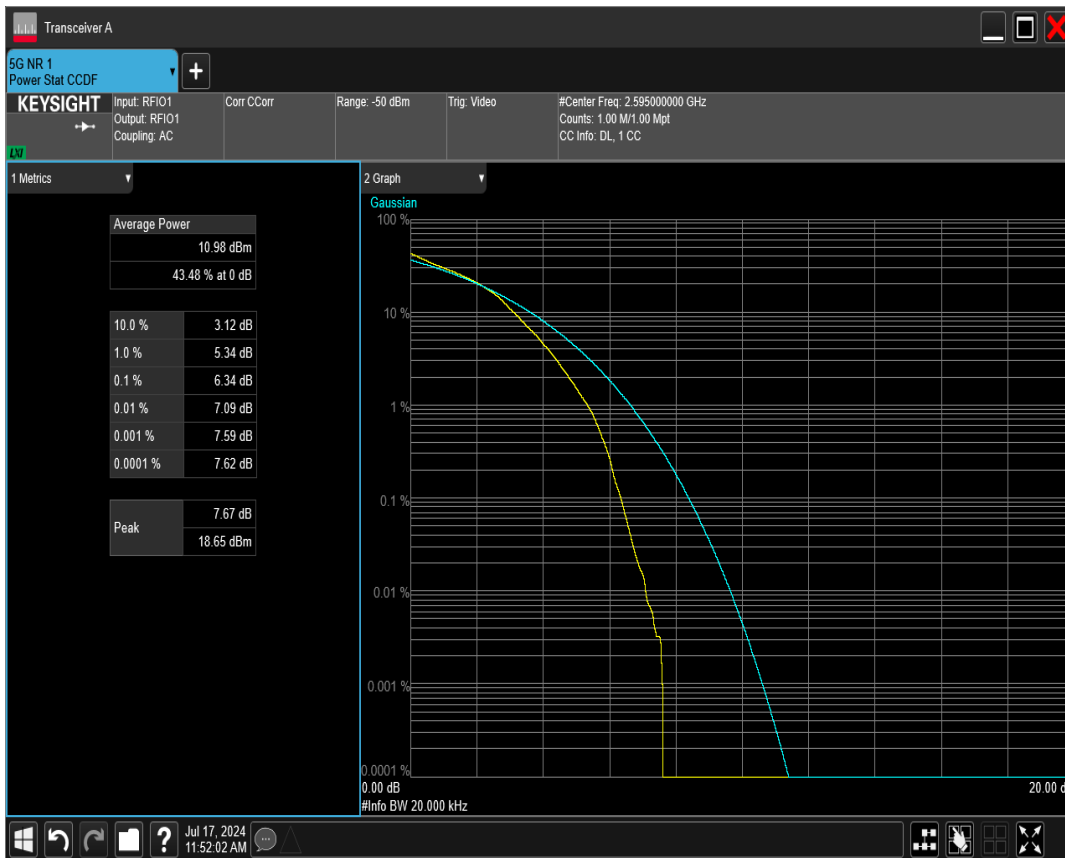 Transceiver A
5G NR 1
Power Stat CCDF
KEYSIGHT
LXI
Input: RFIO1
Output: RFIO1
Coupling: AC
Corr CCorr
Range: -50 dBm
Trig: Video
#Center Freq: 2.595000000 GHz
Counts: 1.00 M/1.00 Mpt
CC Info: DL, 1 CC
1 Metrics
Average Power
10.98 dBm
43.48 % at 0 dB
10.0 % 3.12 dB
1.0 % 5.34 dB
0.1 % 6.34 dB
0.01 % 7.09 dB
0.001 % 7.59 dB
0.0001 % 7.62 dB
Peak 7.67 dB
18.65 dBm
2 Graph
Gaussian
100 %
10 %
1 %
0.1 %
0.01 %
0.001 %
0.0001 %
0.00 dB 20.00 d
#Info BW 20.000 kHz
Jul 17, 2024
11:52:02 AM